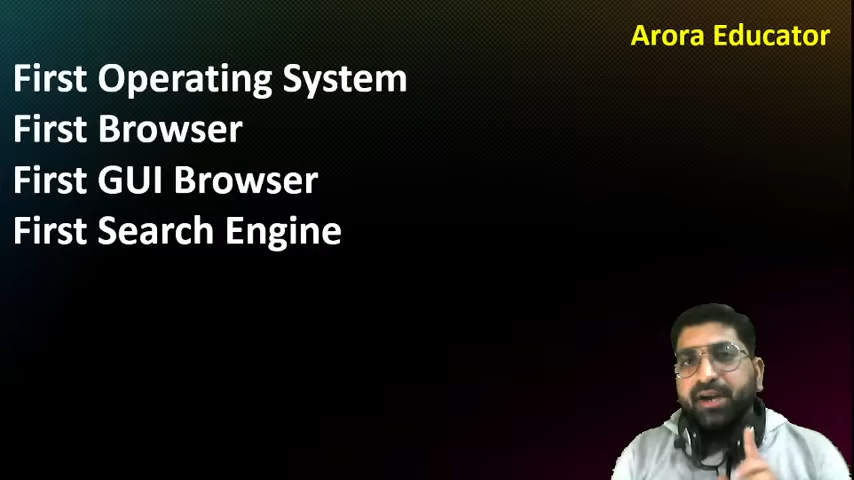 Arora Educator
First Operating System
First Browser
First GUI Browser
First Search Engine